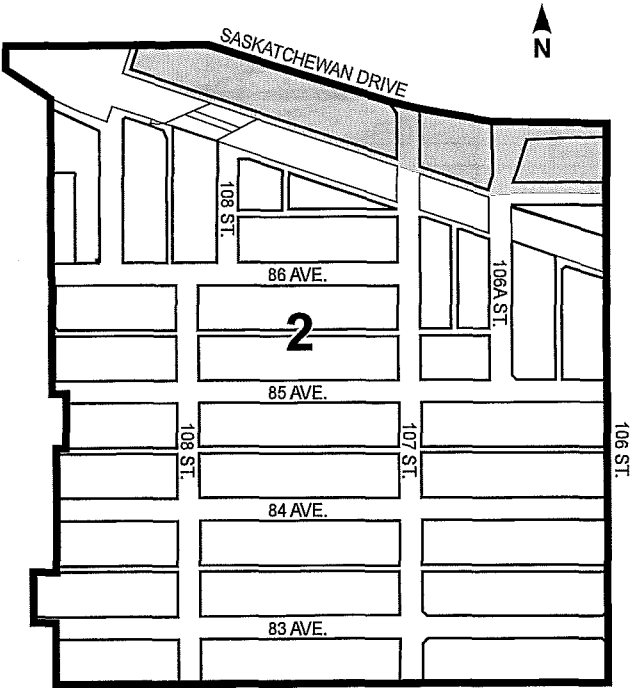 SASKATCHEWAN DRIVE
N
108 ST.
86 AVE.
106A ST.
2
85 AVE.
108 ST.
107 ST.
106 ST.
84 AVE.
83 AVE.